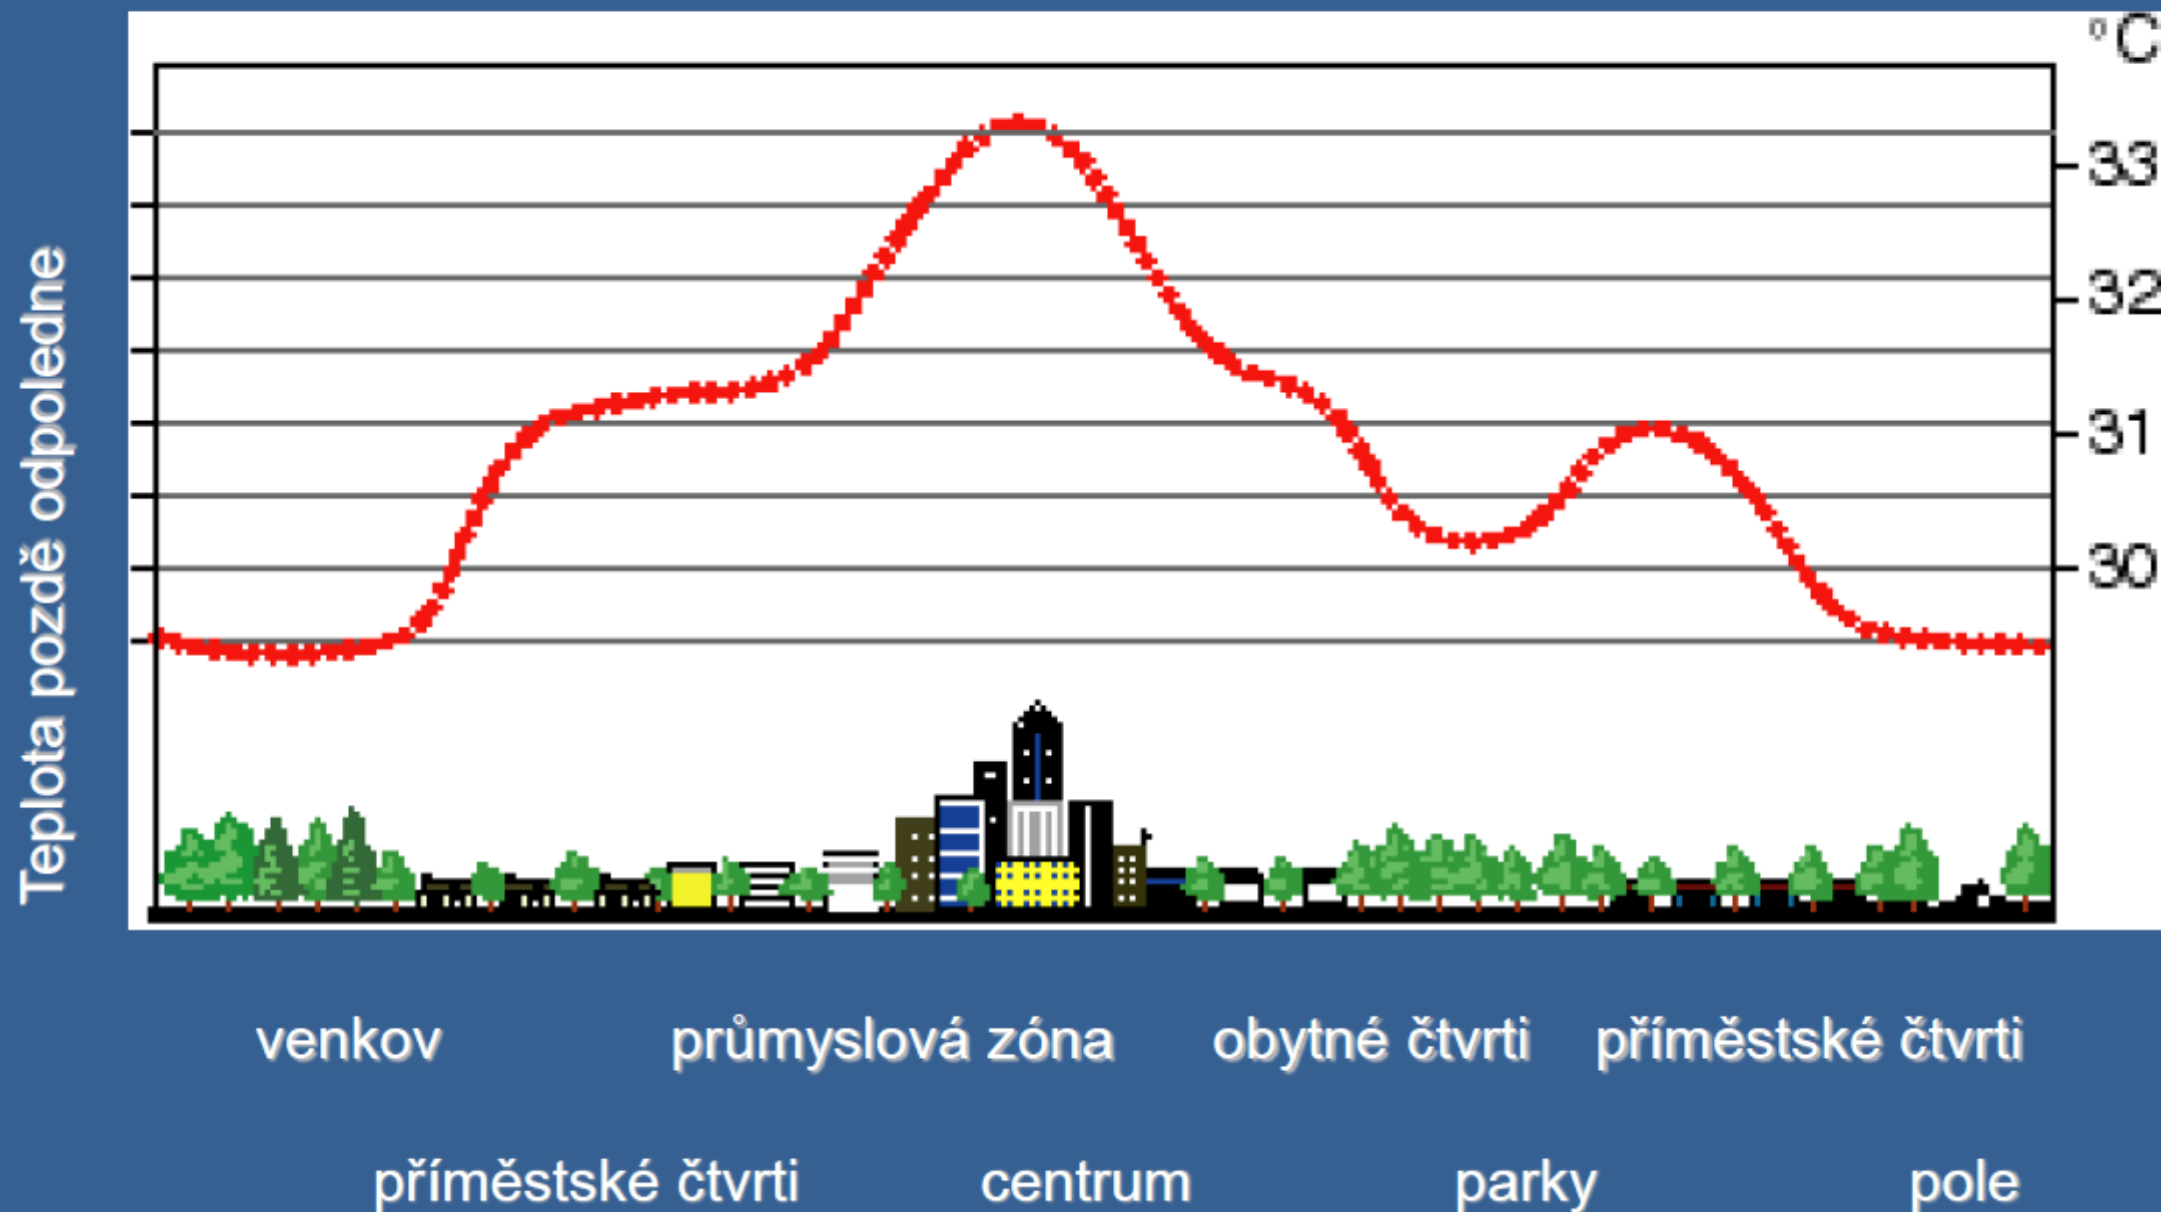 °C
33
32
31
30
Teplota pozdě odpoledne
venkov průmyslová zóna obytné čtvrti příměstské čtvrti
příměstské čtvrti centrum parky pole